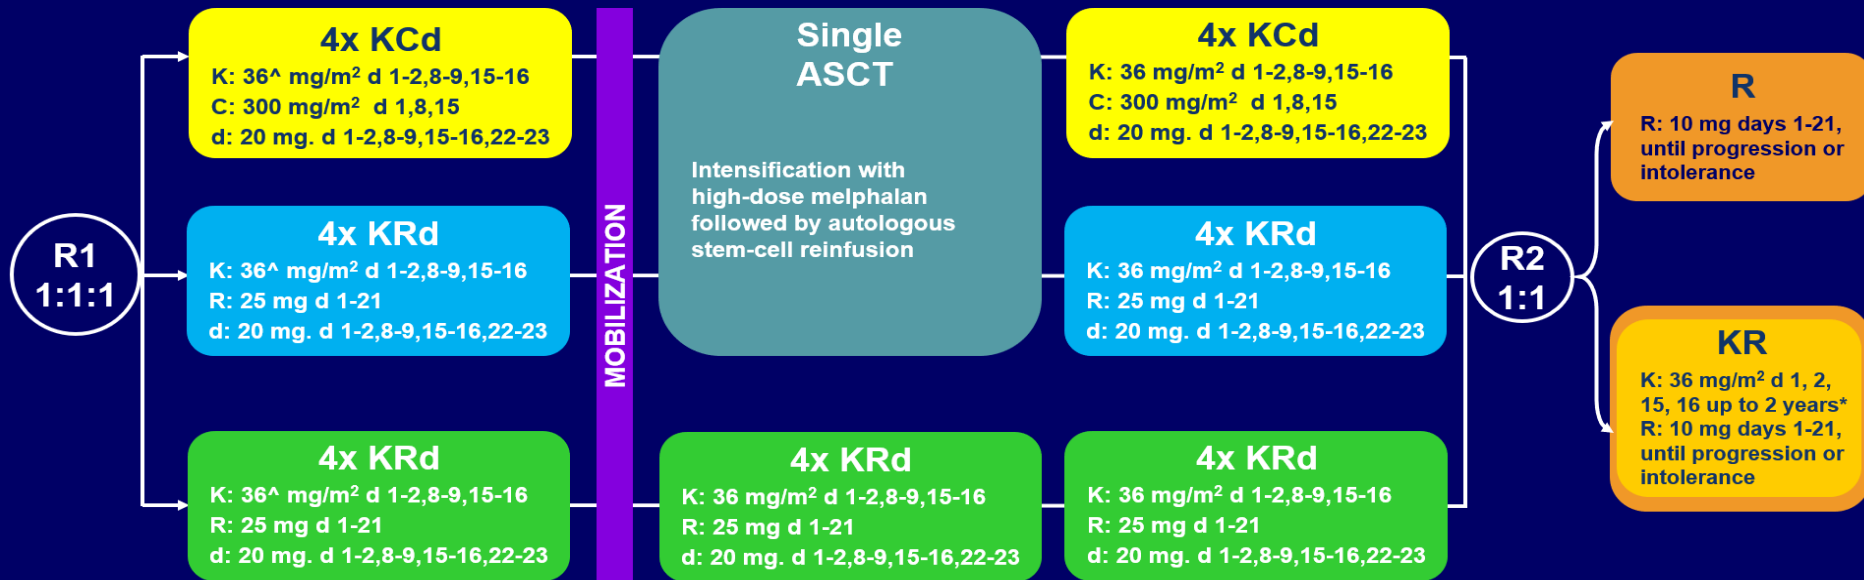 R1
1:1:1
4x KCd
K: 36^ mg/m² d 1-2,8-9,15-16
C: 300 mg/m² d 1,8,15
d: 20 mg. d 1-2,8-9,15-16,22-23
4x KRd
K: 36^ mg/m² d 1-2,8-9,15-16
R: 25 mg d 1-21
d: 20 mg. d 1-2,8-9,15-16,22-23
4x KRd
K: 36^ mg/m² d 1-2,8-9,15-16
R: 25 mg d 1-21
d: 20 mg. d 1-2,8-9,15-16,22-23
MOBILIZATION
Single
ASCT
Intensification with
high-dose melphalan
followed by autologous
stem-cell reinfusion
4x KRd
K: 36 mg/m² d 1-2,8-9,15-16
R: 25 mg d 1-21
d: 20 mg. d 1-2,8-9,15-16,22-23
4x KCd
K: 36 mg/m² d 1-2,8-9,15-16
C: 300 mg/m² d 1,8,15
d: 20 mg. d 1-2,8-9,15-16,22-23
4x KRd
K: 36 mg/m² d 1-2,8-9,15-16
R: 25 mg d 1-21
d: 20 mg. d 1-2,8-9,15-16,22-23
4x KRd
K: 36 mg/m² d 1-2,8-9,15-16
R: 25 mg d 1-21
d: 20 mg. d 1-2,8-9,15-16,22-23
R2
1:1
R
R: 10 mg days 1-21,
until progression or
intolerance
KR
K: 36 mg/m² d 1, 2,
15, 16 up to 2 years*
R: 10 mg days 1-21,
until progression or
intolerance